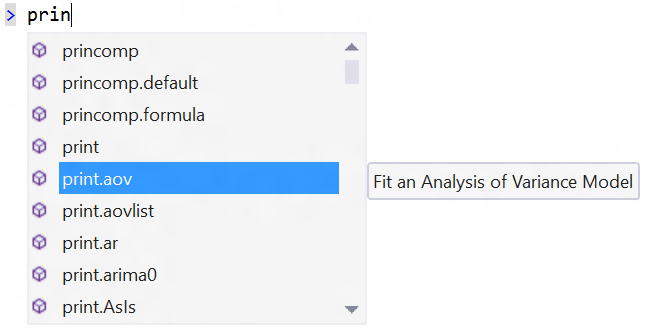 > prin
princomp
princomp.default
princomp.formula
print
print.aov
Fit an Analysis of Variance Model
print.aovlist
print.ar
print.arima0
print.AsIs